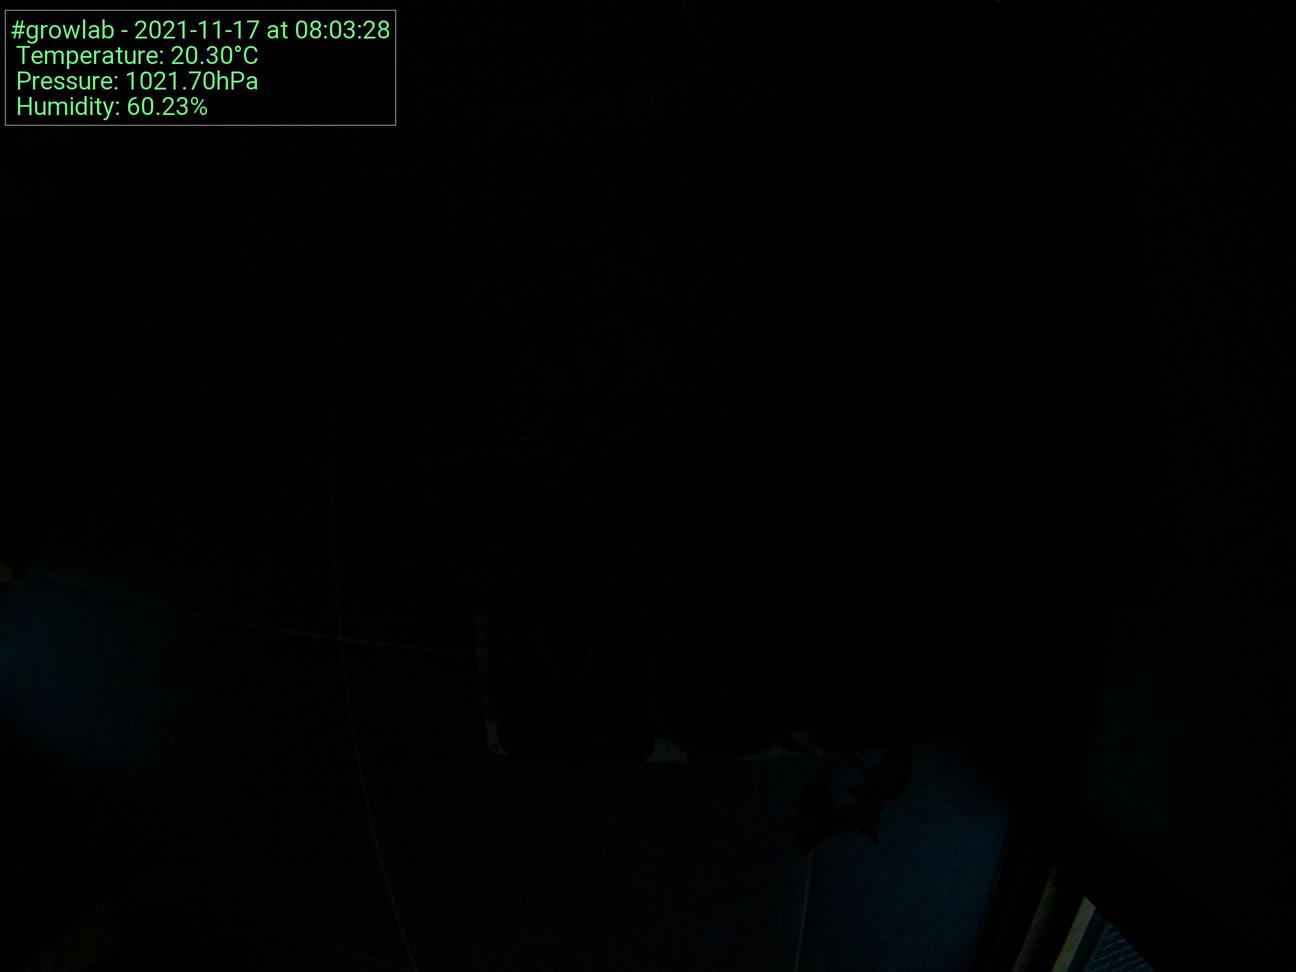 #growlab - 2021-11-17 at 08:03:28
Temperature: 20.30°C
Pressure: 1021.70hPa
Humidity: 60.23%